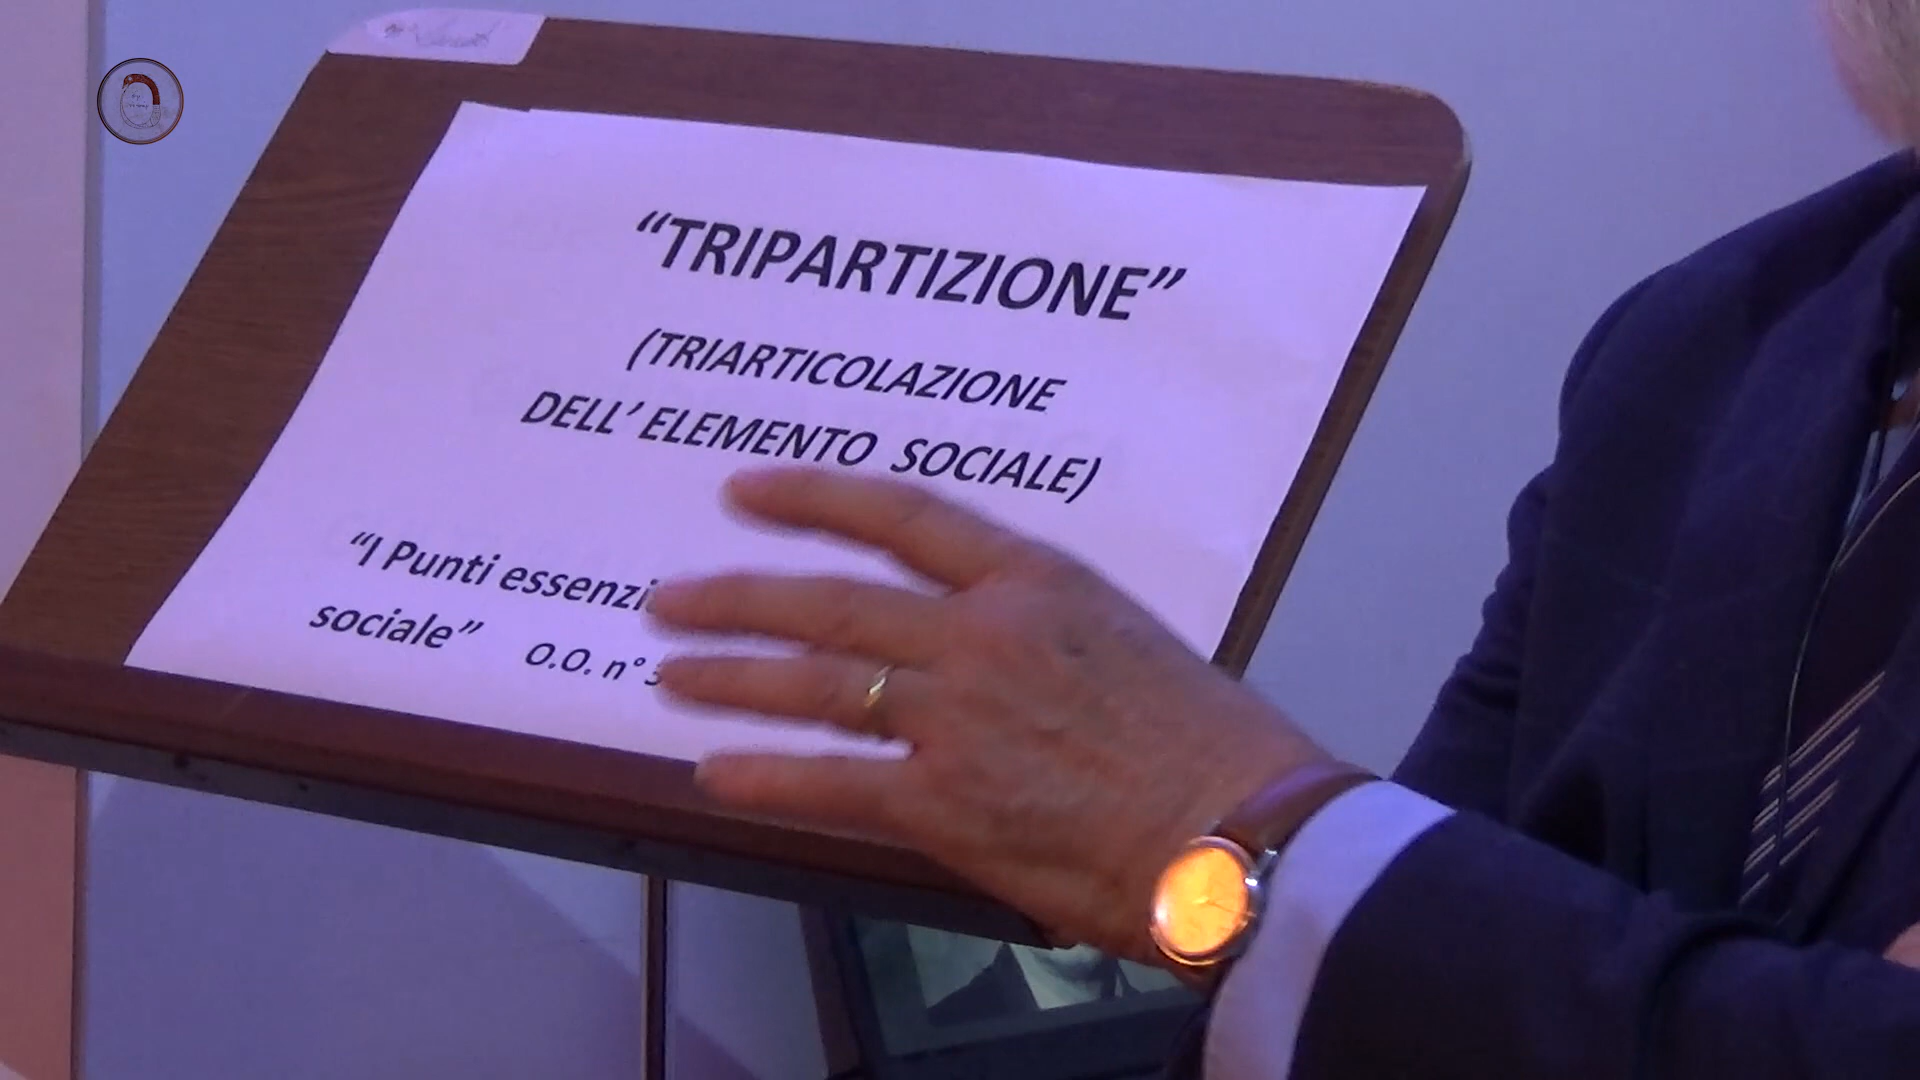 “TRIPARTIZIONE”
(TRIARTICOLAZIONE
DELL’ ELEMENTO SOCIALE)
“I Punti essenzi
sociale” O.O. n°